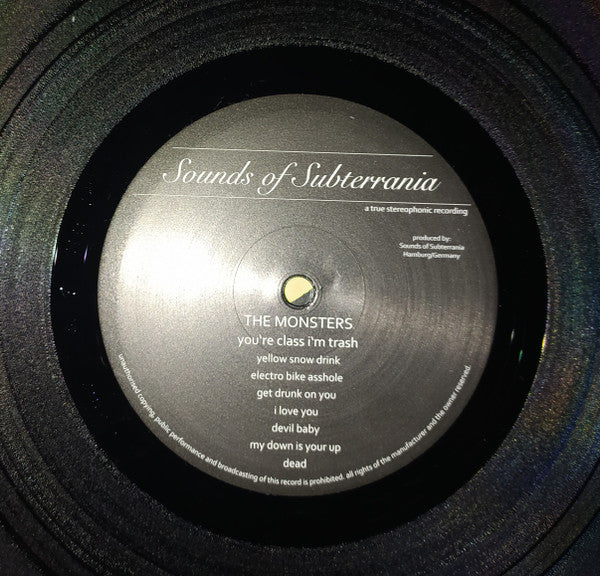 Sounds of Subterrania
a true stereophonic recording
produced by:
Sounds of Subterrania
Hamburg/Germany
THE MONSTERS
you're class i'm trash
yellow snow drink
electro bike asshole
get drunk on you
i love you
devil baby
my down is your up
dead
unauthorised copying, public performance and broadcasting of this record is prohibited. all rights of the manufacturer and the owner reserved.